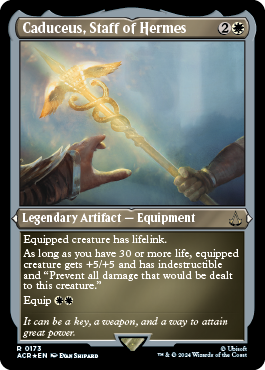 Caduceus, Staff of Hermes 2
Legendary Artifact — Equipment
Equipped creature has lifelink.
As long as you have 30 or more life, equipped
creature gets +5/+5 and has indestructible
and “Prevent all damage that would be dealt
to this creature.”
Equip
It can be a key, a weapon, and a way to attain
great power.
R 0173
ACR★EN Evan Shipard
© Ubisoft
™ & © 2024 Wizards of the Coast